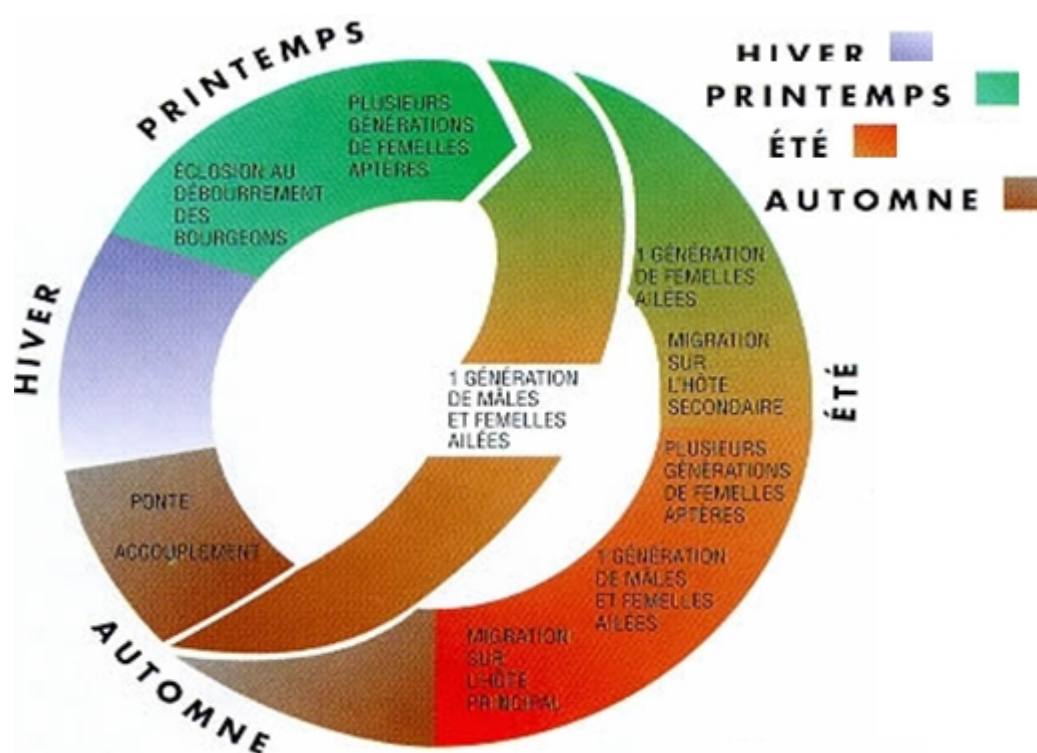 PRINTEMPS
HIVER
PRINTEMPS
ÉTÉ
AUTOMNE
PLUSIEURS
GÉNÉRATIONS
DE FEMELLES
APTÈRES
ÉCLOSION AU
DÉBOURREMENT
DES
BOURGEONS
HIVER
1 GÉNÉRATION
DE FEMELLES
AILÉES
MIGRATION
SUR
L'HÔTE
SECONDAIRE
ÉTÉ
1 GÉNÉRATION
DE MÂLES
ET FEMELLES
AILÉES
PLUSIEURS
GÉNÉRATIONS
DE FEMELLES
APTÈRES
PONTE
ACCOUPLEMENT
1 GÉNÉRATION
DE MÂLES
ET FEMELLES
AILÉES
MIGRATION
SUR
L'HÔTE
PRINCIPAL
AUTOMNE